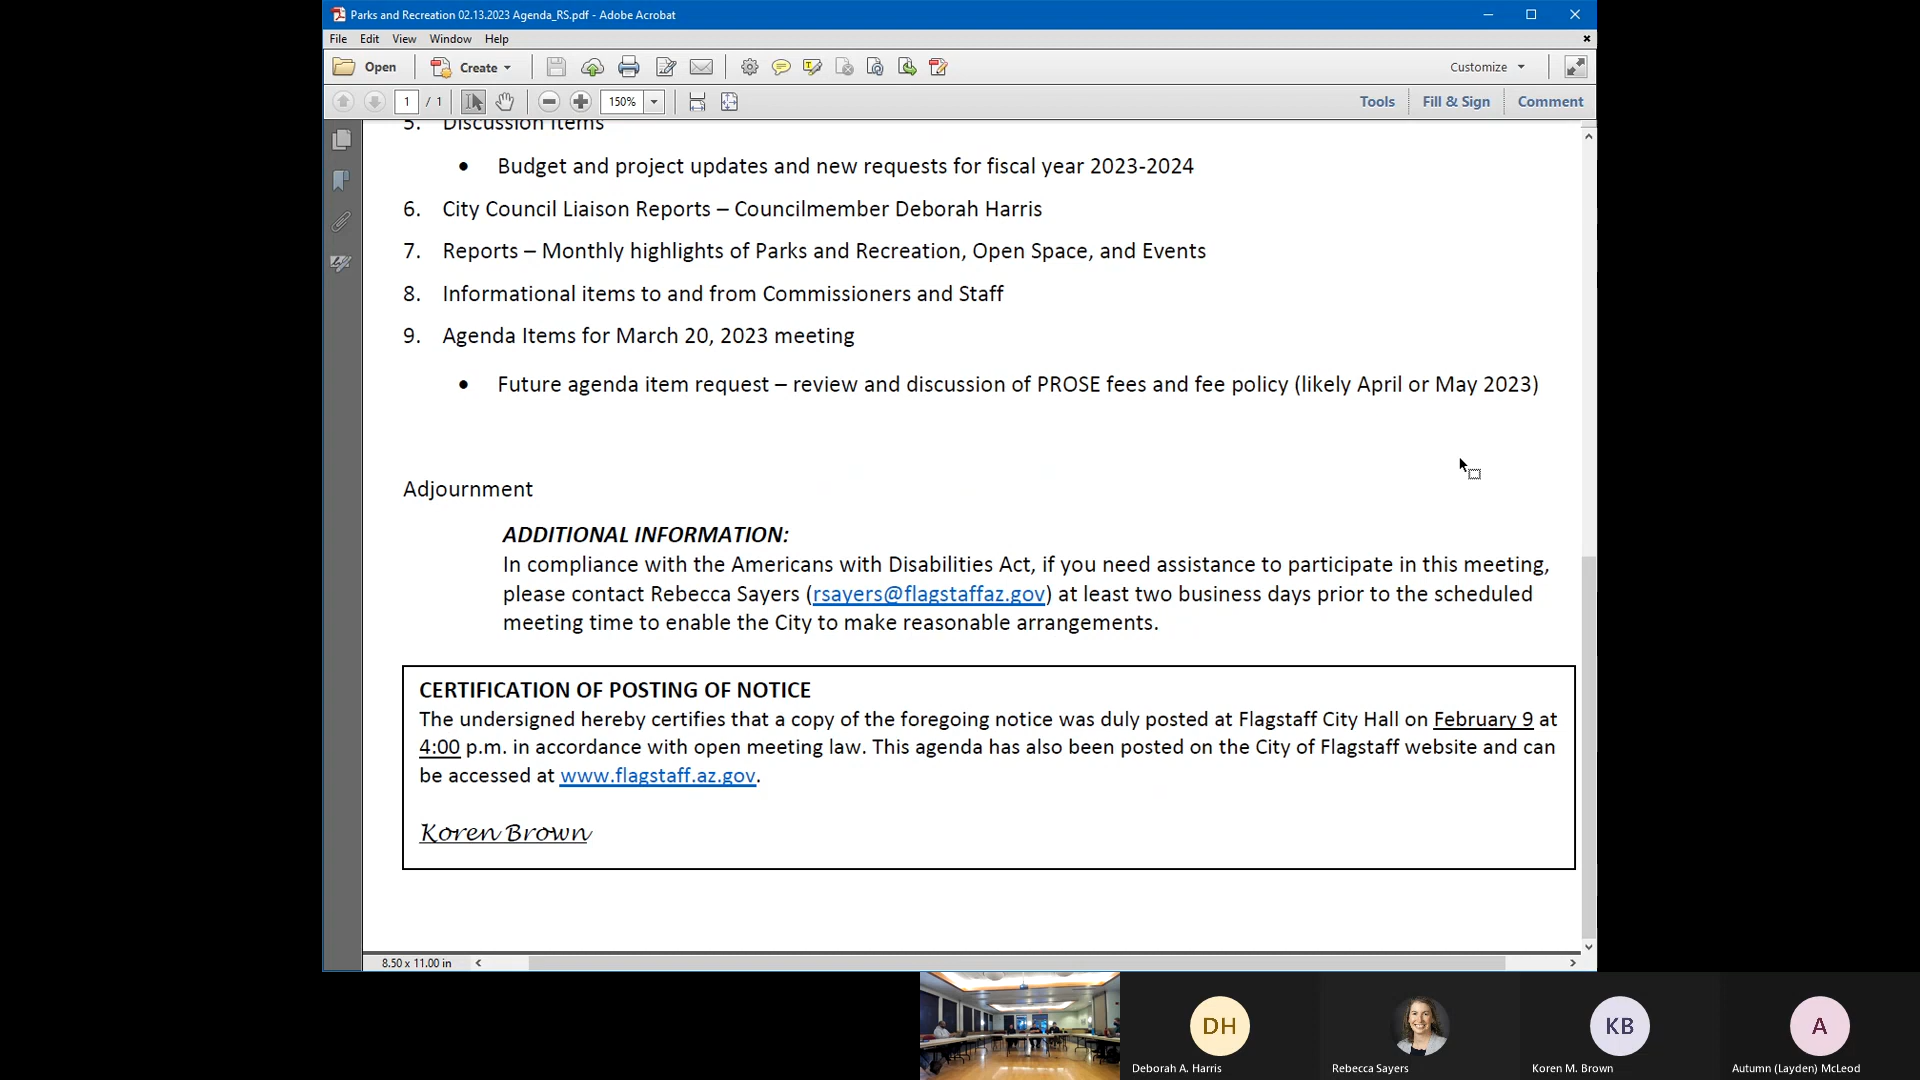 Parks and Recreation 02.13.2023 Agenda_RS.pdf - Adobe Acrobat
File Edit View Window Help
Open Create Customize
1 / 1 150% Tools Fill & Sign Comment
5. Discussion Items
• Budget and project updates and new requests for fiscal year 2023-2024
6. City Council Liaison Reports – Councilmember Deborah Harris
7. Reports – Monthly highlights of Parks and Recreation, Open Space, and Events
8. Informational items to and from Commissioners and Staff
9. Agenda Items for March 20, 2023 meeting
• Future agenda item request – review and discussion of PROSE fees and fee policy (likely April or May 2023)
Adjournment
ADDITIONAL INFORMATION:
In compliance with the Americans with Disabilities Act, if you need assistance to participate in this meeting,
please contact Rebecca Sayers (rsayers@flagstaffaz.gov) at least two business days prior to the scheduled
meeting time to enable the City to make reasonable arrangements.
CERTIFICATION OF POSTING OF NOTICE
The undersigned hereby certifies that a copy of the foregoing notice was duly posted at Flagstaff City Hall on February 9 at
4:00 p.m. in accordance with open meeting law. This agenda has also been posted on the City of Flagstaff website and can
be accessed at www.flagstaff.az.gov.
Koren Brown
8.50 x 11.00 in
DH KB A
Deborah A. Harris Rebecca Sayers Koren M. Brown Autumn (Layden) McLeod